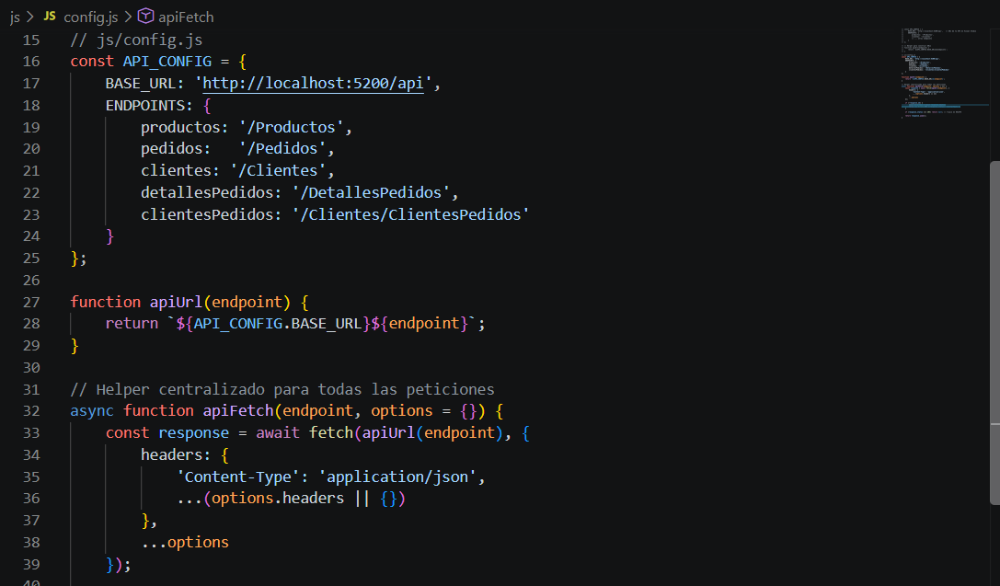 js > JS config.js > apiFetch
15 // js/config.js
16 const API_CONFIG = {
17     BASE_URL: 'http://localhost:5200/api',
18     ENDPOINTS: {
19         productos: '/Productos',
20         pedidos:   '/Pedidos',
21         clientes: '/Clientes',
22         detallesPedidos: '/DetallesPedidos',
23         clientesPedidos: '/Clientes/ClientesPedidos'
24     }
25 };
26
27 function apiUrl(endpoint) {
28     return `${API_CONFIG.BASE_URL}${endpoint}`;
29 }
30
31 // Helper centralizado para todas las peticiones
32 async function apiFetch(endpoint, options = {}) {
33     const response = await fetch(apiUrl(endpoint), {
34         headers: {
35             'Content-Type': 'application/json',
36             ...(options.headers || {})
37         },
38         ...options
39     });
40